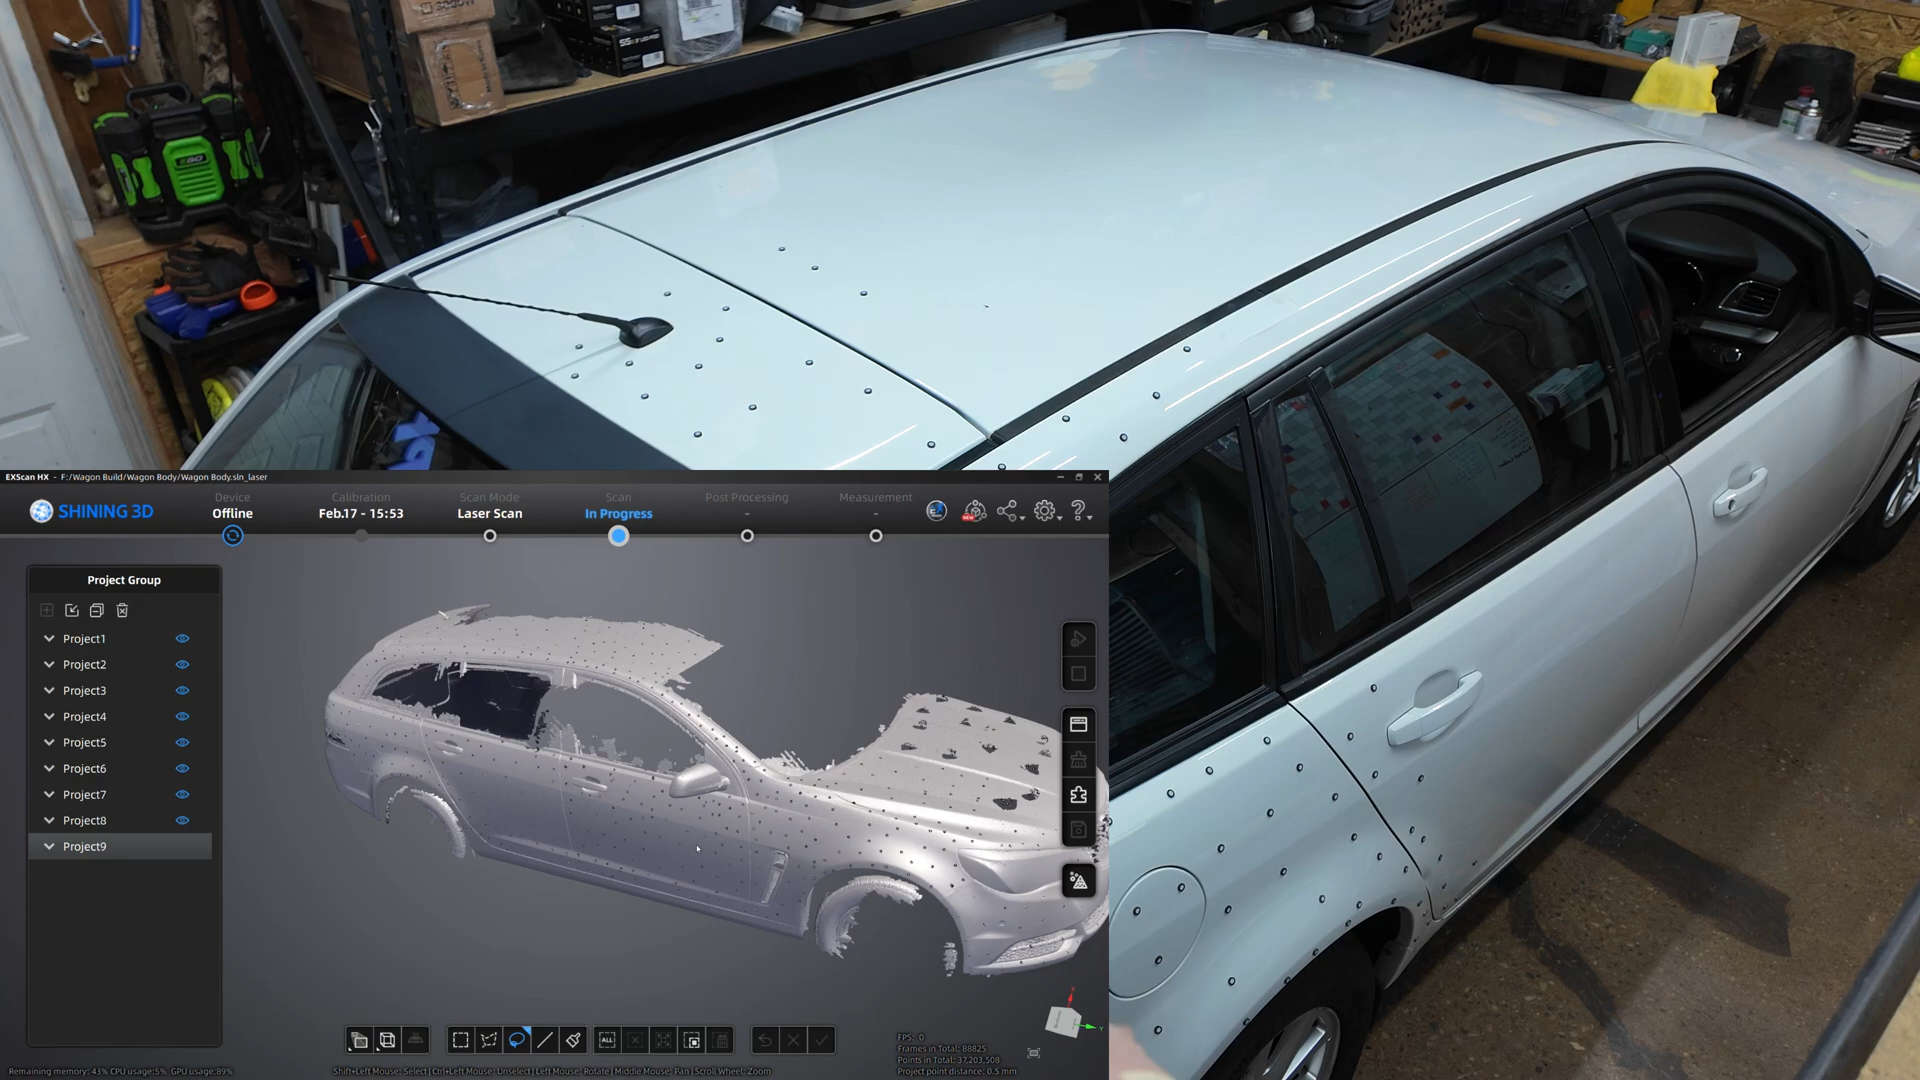 EGO
EXScan HX - F:/Wagon Build/Wagon Body/Wagon Body.sln_laser
SHINING 3D
Device
Offline
Calibration
Feb.17 - 15:53
Scan Mode
Laser Scan
Scan
In Progress
Post Processing
-
Measurement
-
NEW
Project Group
Project1
Project2
Project3
Project4
Project5
Project6
Project7
Project8
Project9
ALL
FPS: 0
Frames in Total: 88825
Points in Total: 37,203,508
Project point distance: 0.5 mm
Remaining memory: 43% CPU usage:5% GPU usage:89%
Shift+Left Mouse: Select | Ctrl+Left Mouse: Unselect | Left Mouse: Rotate | Middle Mouse: Pan | Scroll Wheel: Zoom